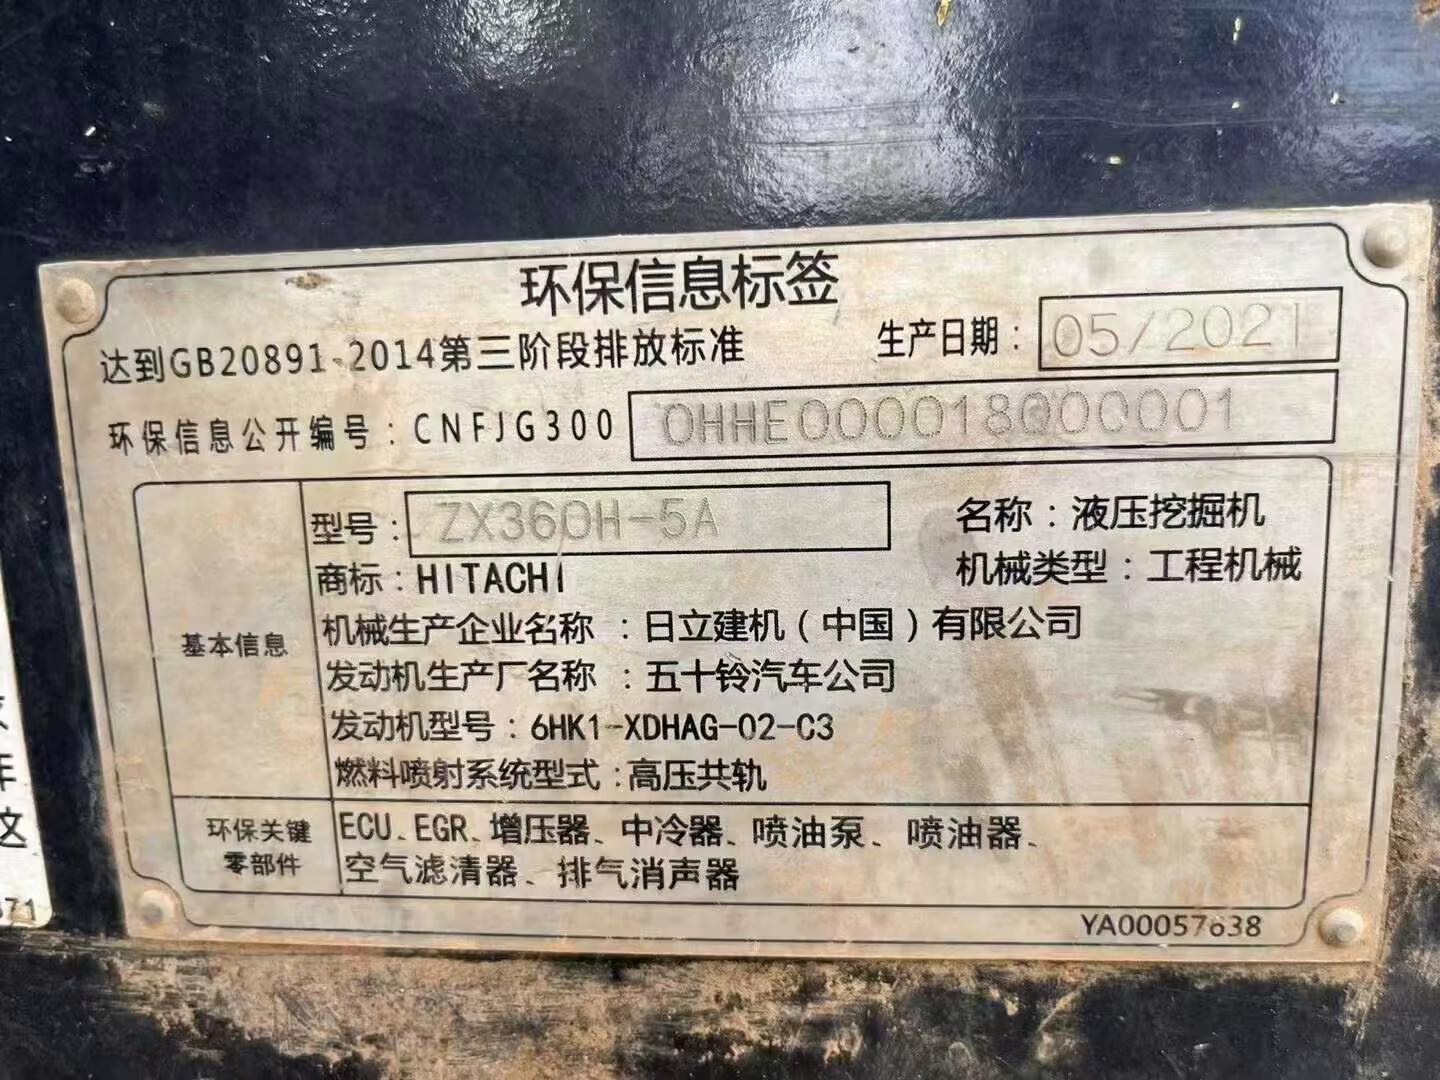 环保信息标签
达到GB20891-2014第三阶段排放标准
生产日期：05/2021
环保信息公开编号：CNFJG300 0HHE000018000001
基本信息
型号：ZX360H-5A
名称：液压挖掘机
商标：HITACHI
机械类型：工程机械
机械生产企业名称 ：日立建机（中国）有限公司
发动机生产厂名称 ：五十铃汽车公司
发动机型号：6HK1-XDHAG-02-C3
燃料喷射系统型式：高压共轨
环保关键
零部件
ECU、EGR、增压器、中冷器、喷油泵、喷油器、
空气滤清器、排气消声器
YA00057638
这